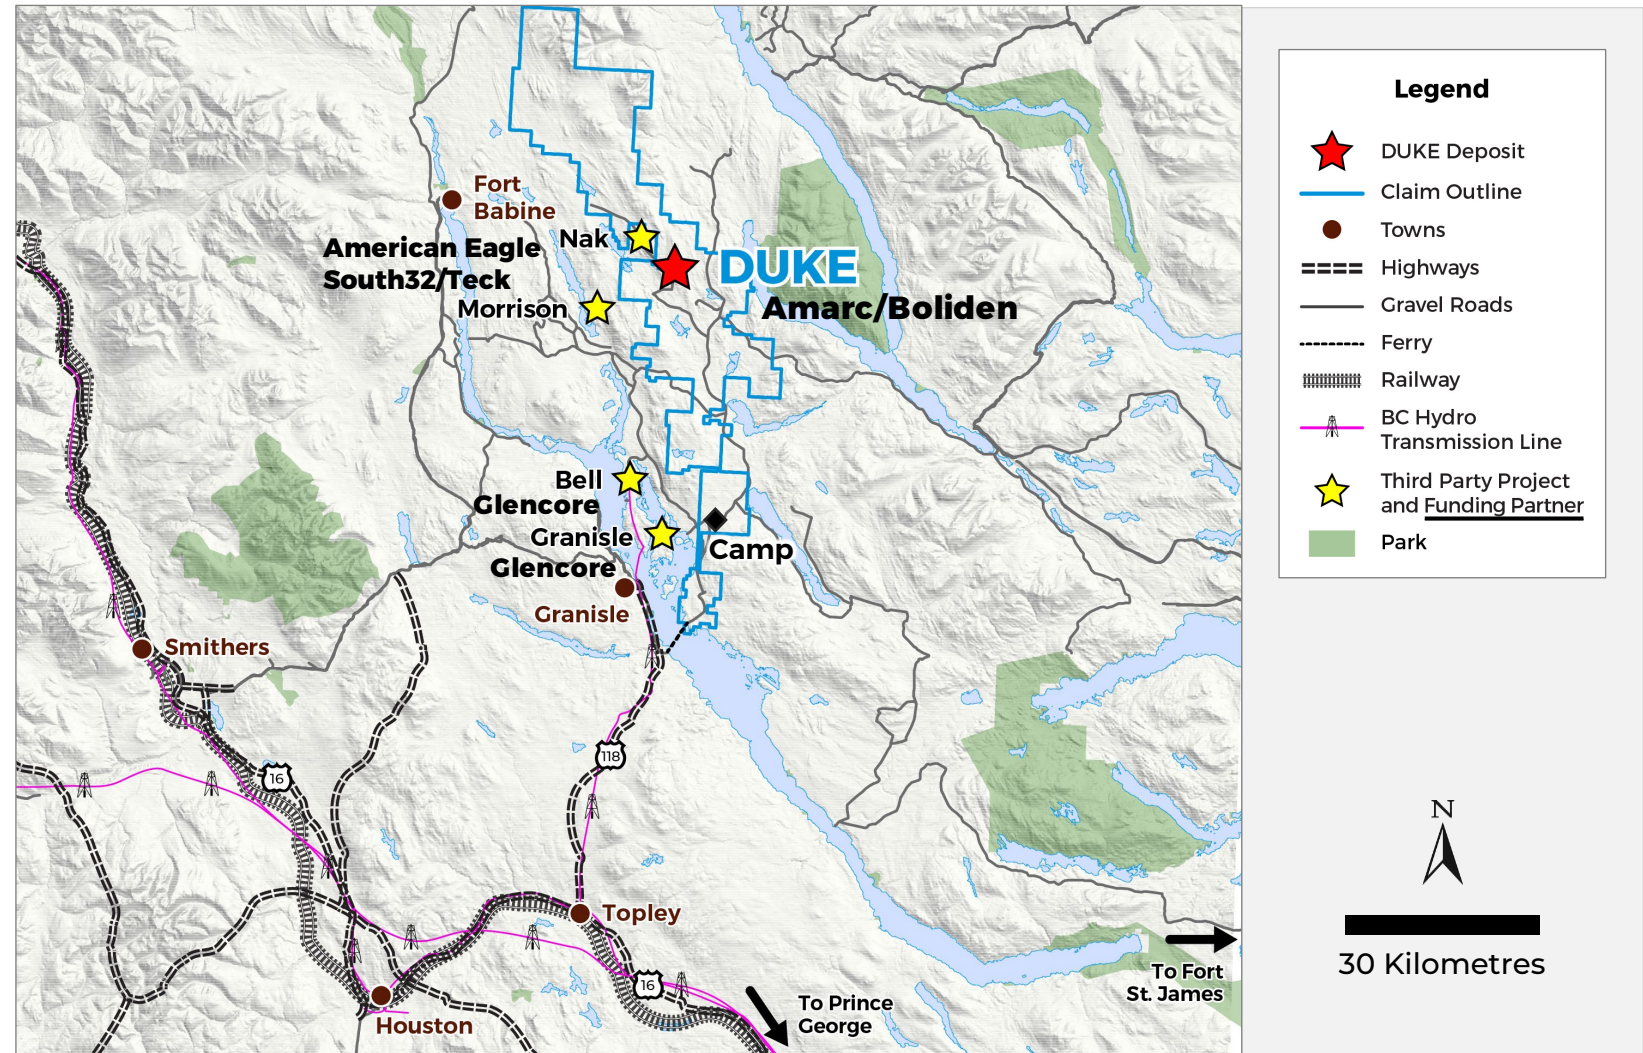 Fort
Babine
American Eagle
South32/Teck
Nak
DUKE
Amarc/Boliden
Morrison
Bell
Glencore
Granisle
Glencore
Camp
Granisle
Smithers
16
118
Topley
16
Houston
To Prince
George
To Fort
St. James
Legend
DUKE Deposit
Claim Outline
Towns
Highways
Gravel Roads
Ferry
Railway
BC Hydro
Transmission Line
Third Party Project
and Funding Partner
Park
N
30 Kilometres